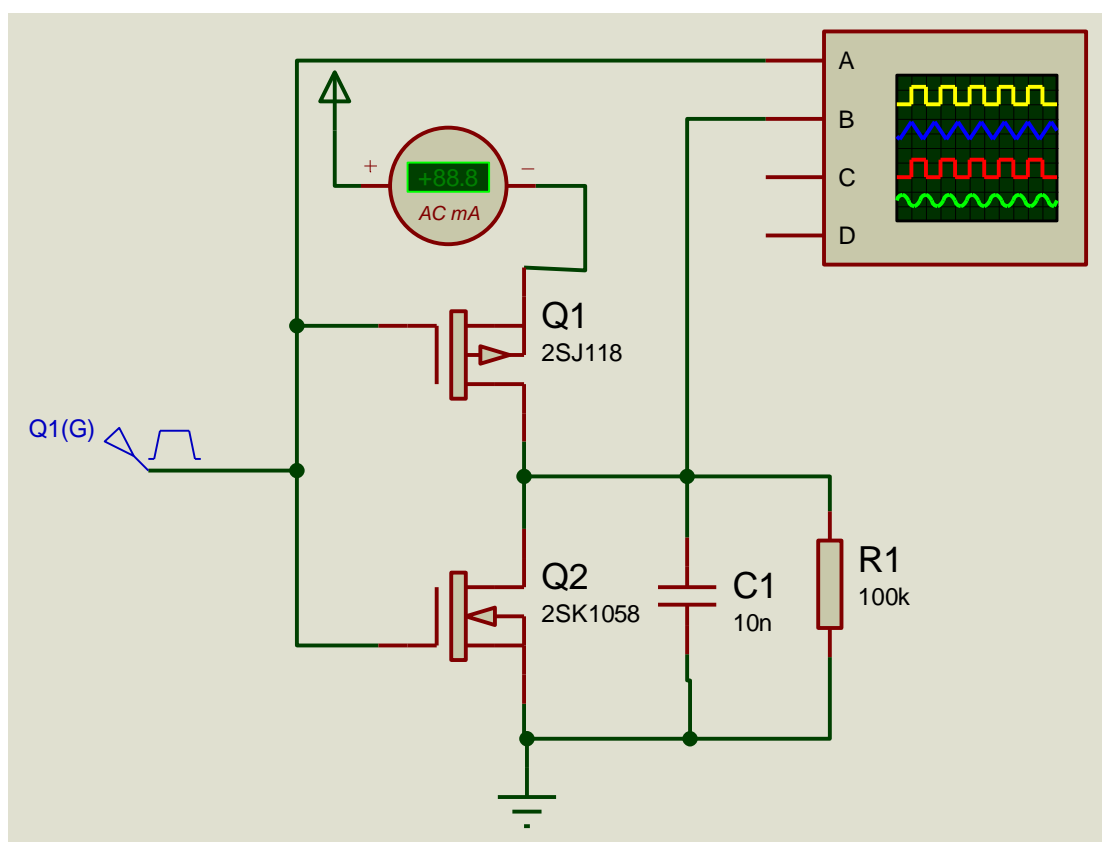 A
B
C
D
+
−
+88.8
AC mA
Q1
2SJ118
Q1(G)
Q2
2SK1058
C1
10n
R1
100k